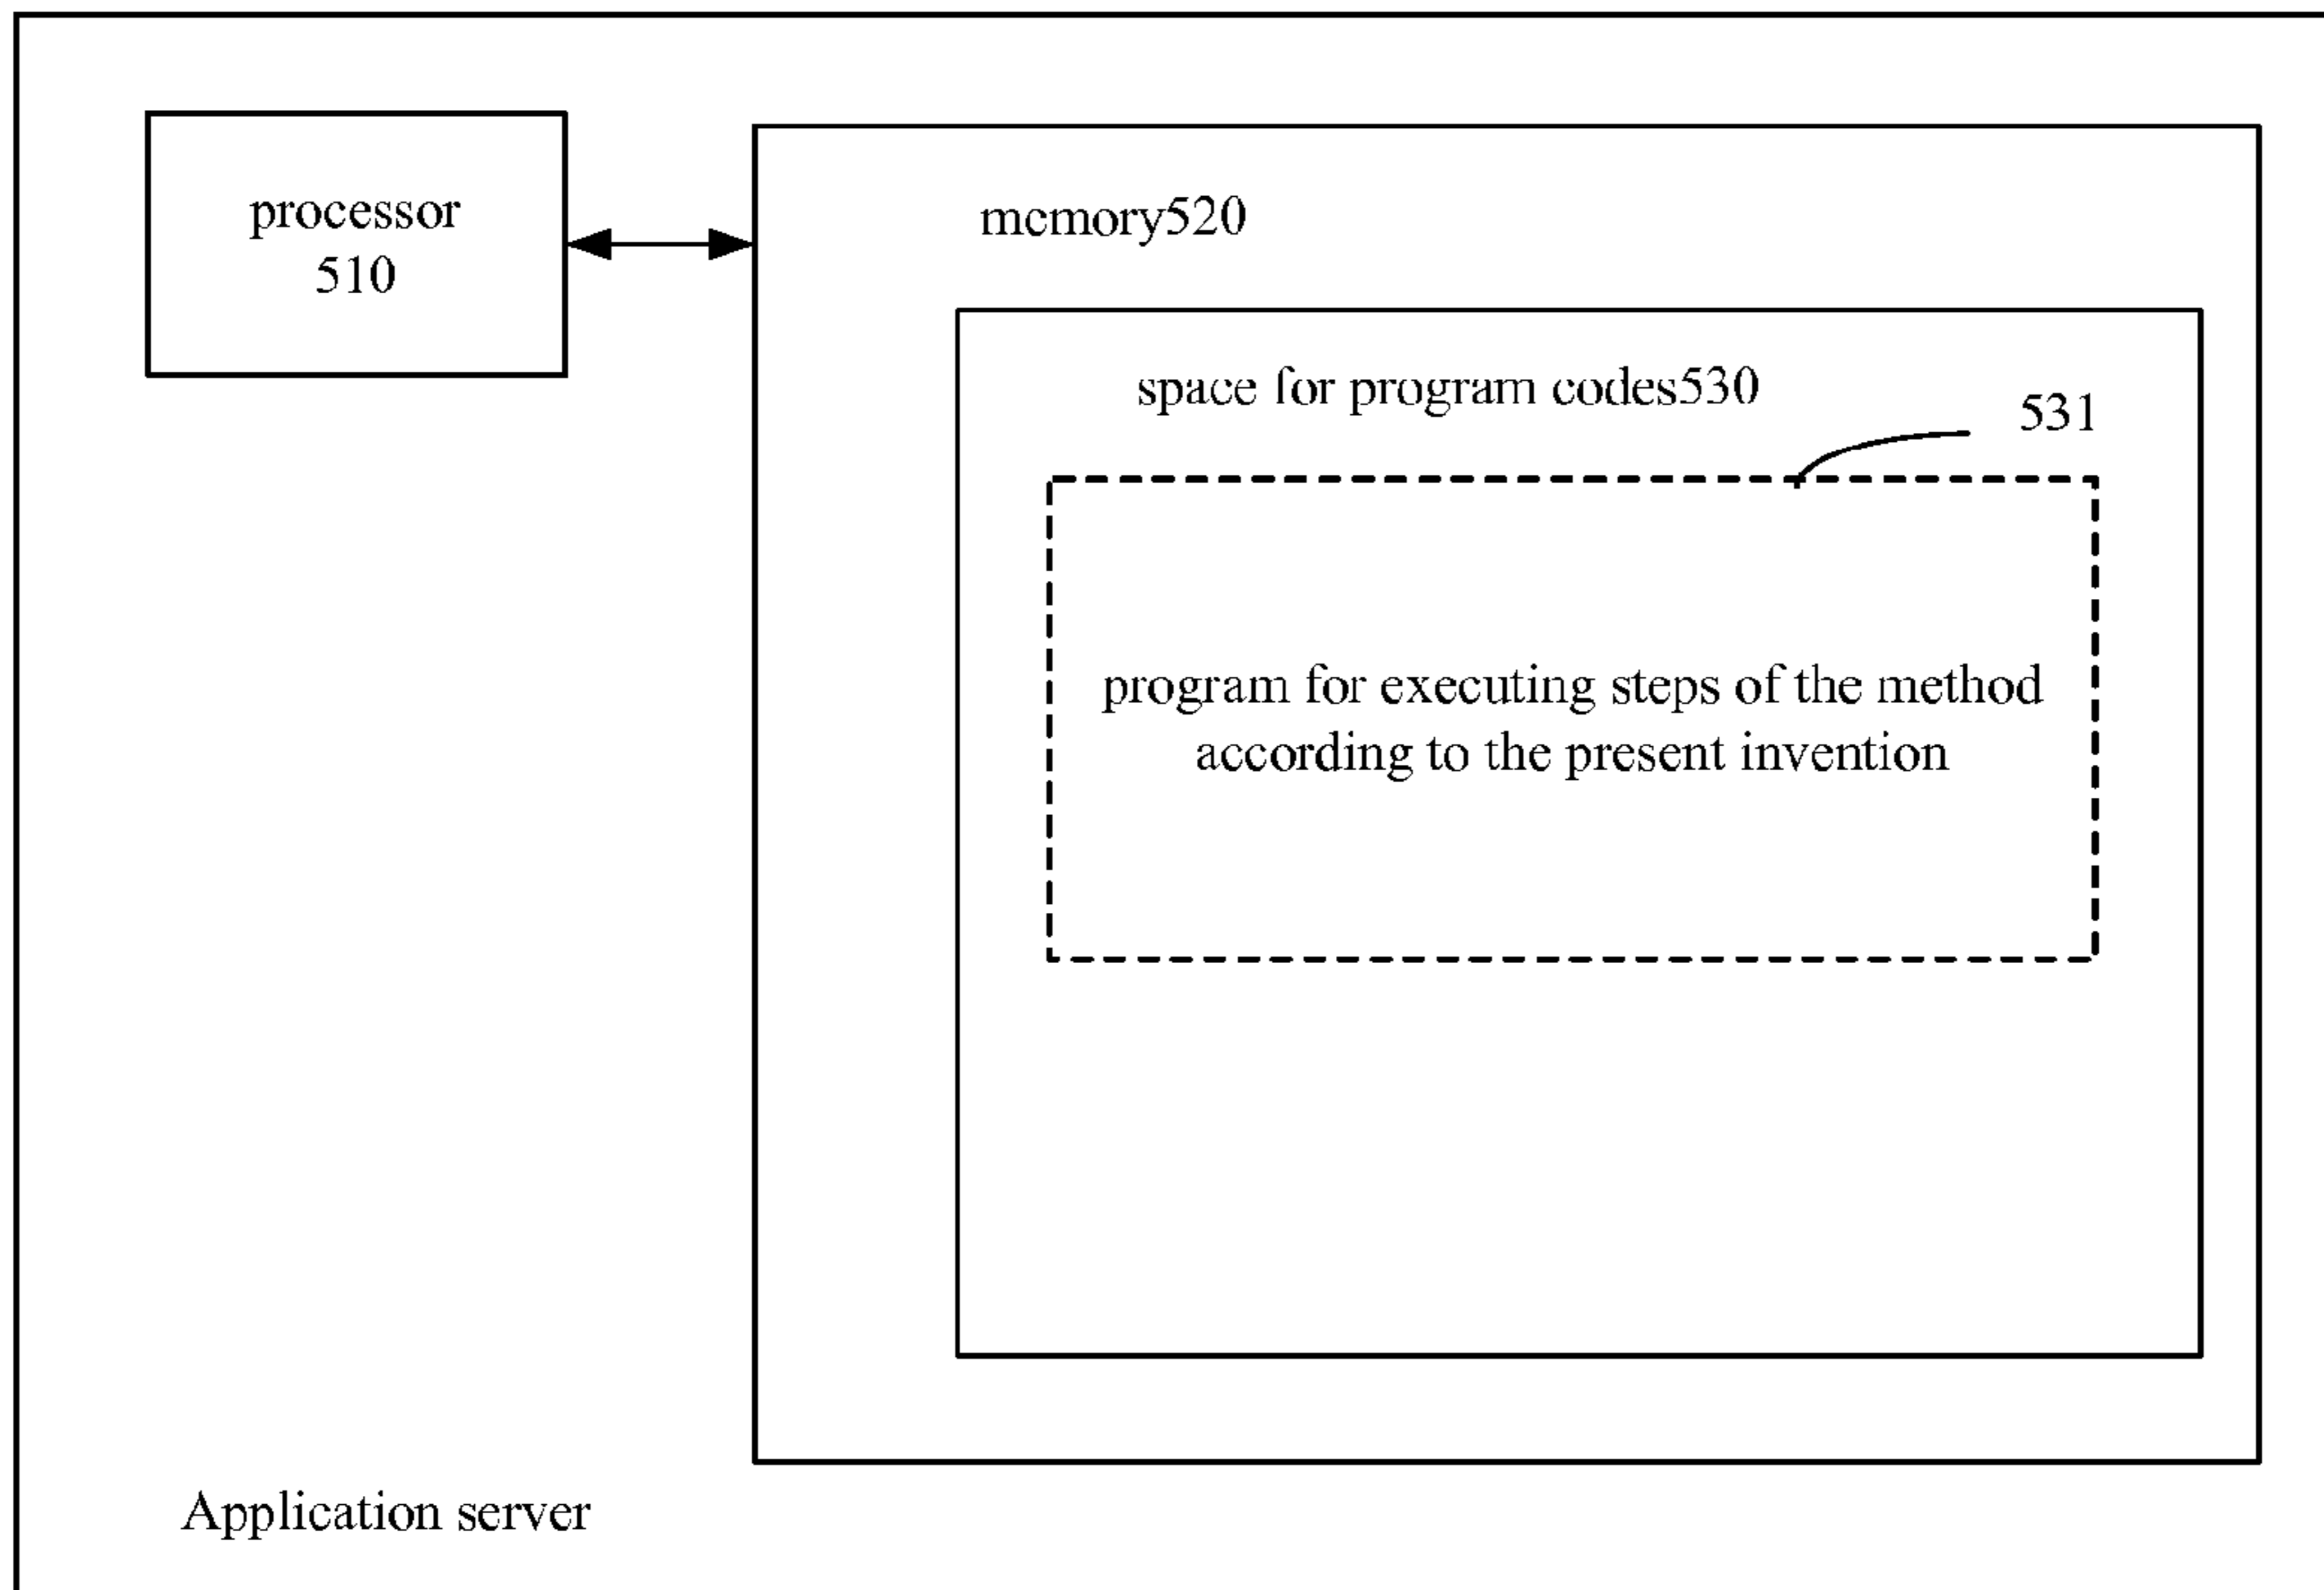 processor
510
memory520
space for program codes530
531
program for executing steps of the method
according to the present invention
Application server